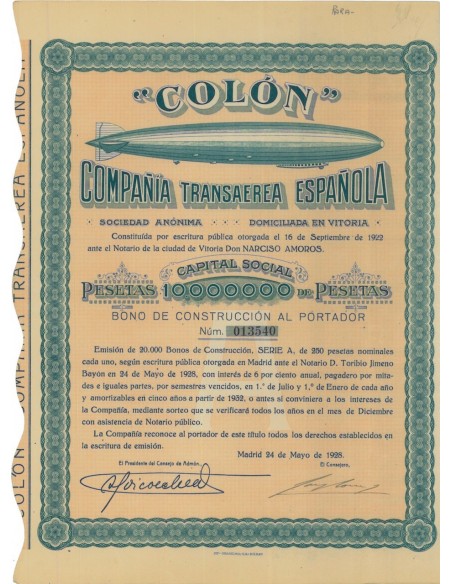 Bca.
"COLÓN"
COMPAÑIA TRANSAEREA ESPAÑOLA
SOCIEDAD ANÓNIMA DOMICILIADA EN VITORIA
Constituída por escritura pública otorgada el 16 de Septiembre de 1922
ante el Notario de la ciudad de Vitoria Don NARCISO AMOROS.
CAPITAL SOCIAL
PESETAS 10000000 DE PESETAS
BONO DE CONSTRUCCIÓN AL PORTADOR
Núm. 013540
Emisión de 20.000 Bonos de Construcción, SERIE A, de 250 pesetas nominales
cada uno, según escritura pública otorgada en Madrid ante el Notario D. Toribio Jimeno
Bayón en 24 de Mayo de 1928, con interés de 6 por ciento anual, pagadero por mita-
des e iguales partes, por semestres vencidos, en 1.º de Julio y 1.º de Enero de cada año
y amortizables en cinco años a partir de 1932, o antes si conviniera a los intereses de
la Compañía, mediante sorteo que se verificará todos los años en el mes de Diciembre
con asistencia de Notario público.
La Compañía reconoce al portador de este título todos los derechos establecidos en
la escritura de emisión.
Madrid 24 de Mayo de 1928.
El Presidente del Consejo de Admón. El Consejero,
COLÓN COMPAÑIA TRANSAEREA ESPAÑOLA